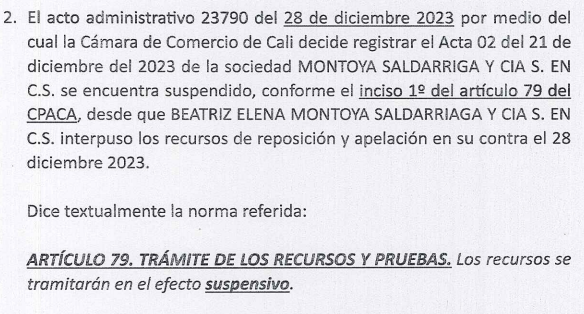 2. El acto administrativo 23790 del 28 de diciembre 2023 por medio del
cual la Cámara de Comercio de Cali decide registrar el Acta 02 del 21 de
diciembre del 2023 de la sociedad MONTOYA SALDARRIGA Y CIA S. EN
C.S. se encuentra suspendido, conforme el inciso 1º del artículo 79 del
CPACA, desde que BEATRIZ ELENA MONTOYA SALDARRIAGA Y CIA S. EN
C.S. interpuso los recursos de reposición y apelación en su contra el 28
diciembre 2023.
Dice textualmente la norma referida:
ARTÍCULO 79. TRÁMITE DE LOS RECURSOS Y PRUEBAS. Los recursos se
tramitarán en el efecto suspensivo.